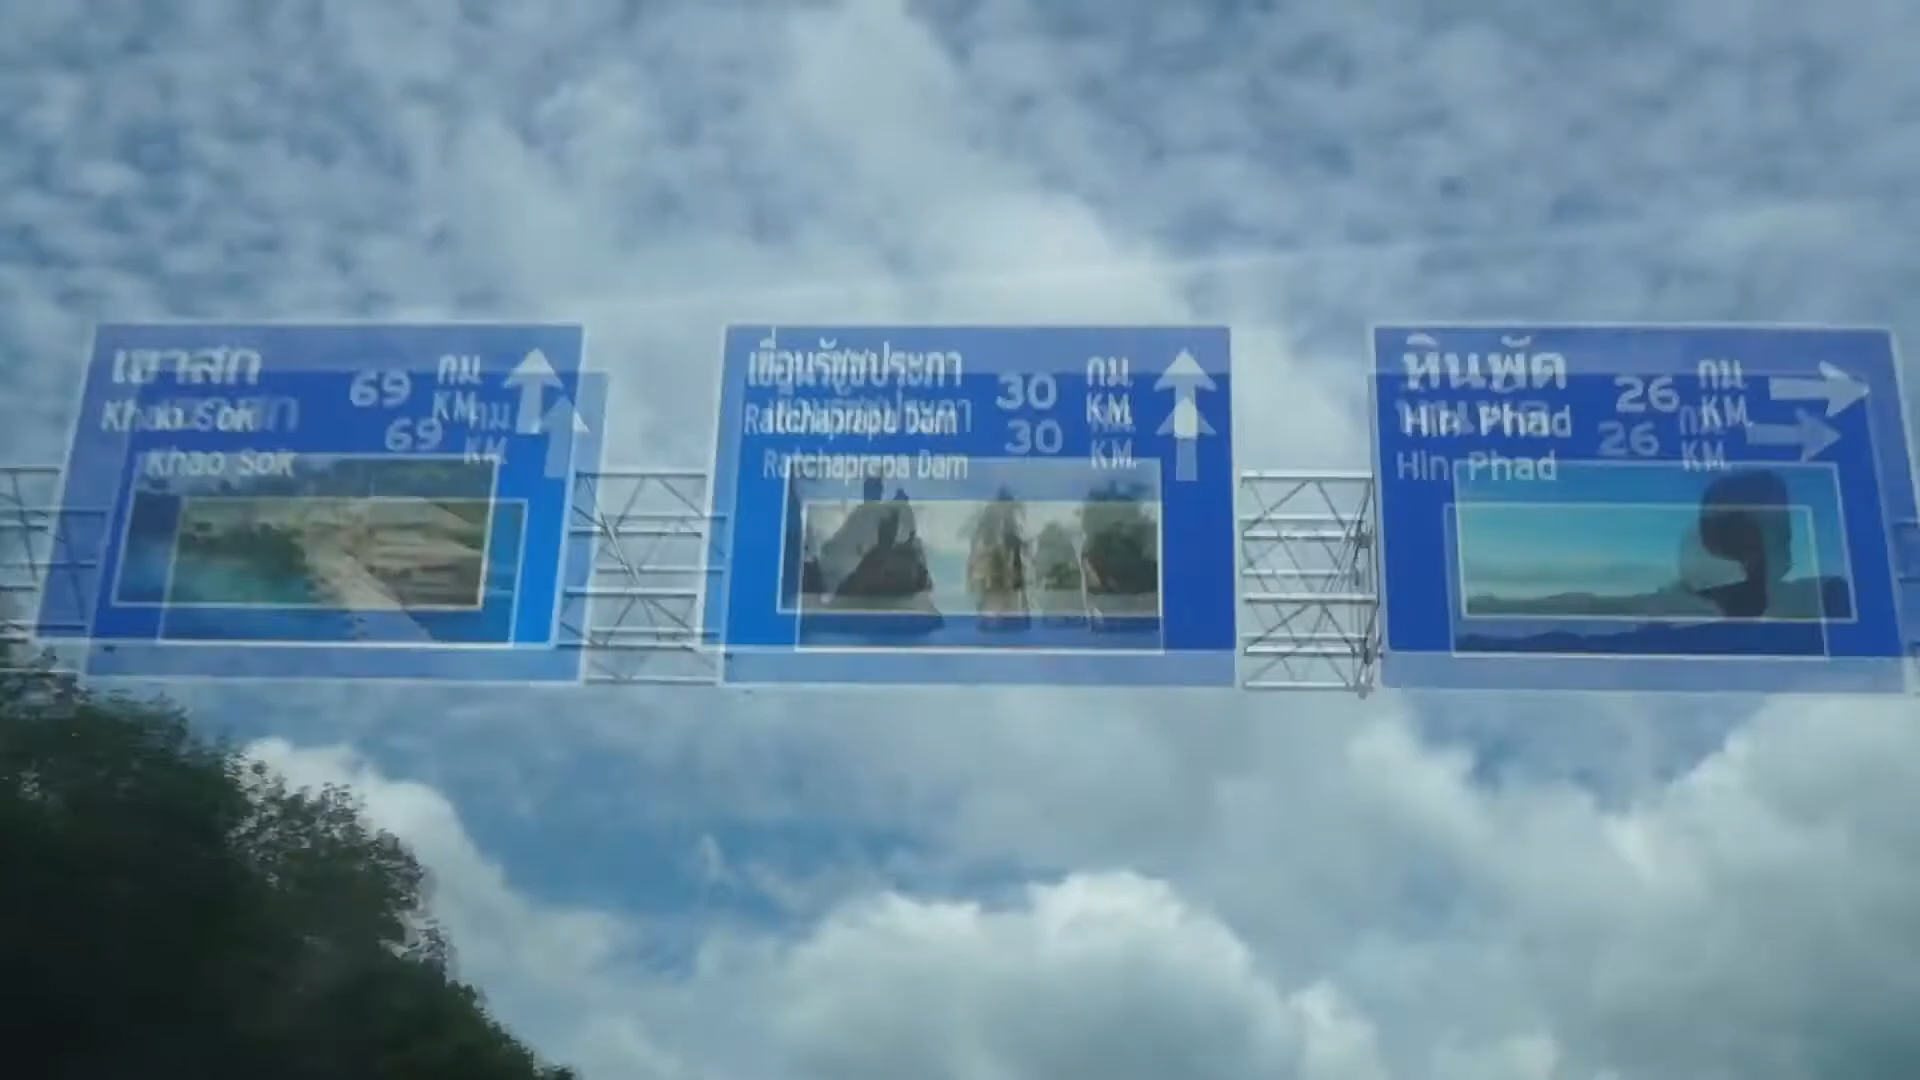 เขาสก
69
กม.
Khao Sok
KM.
เขื่อนรัชชประภา
30
กม.
Ratchaprapa Dam
KM.
หินพัด
26
กม.
Hin Phad
KM.